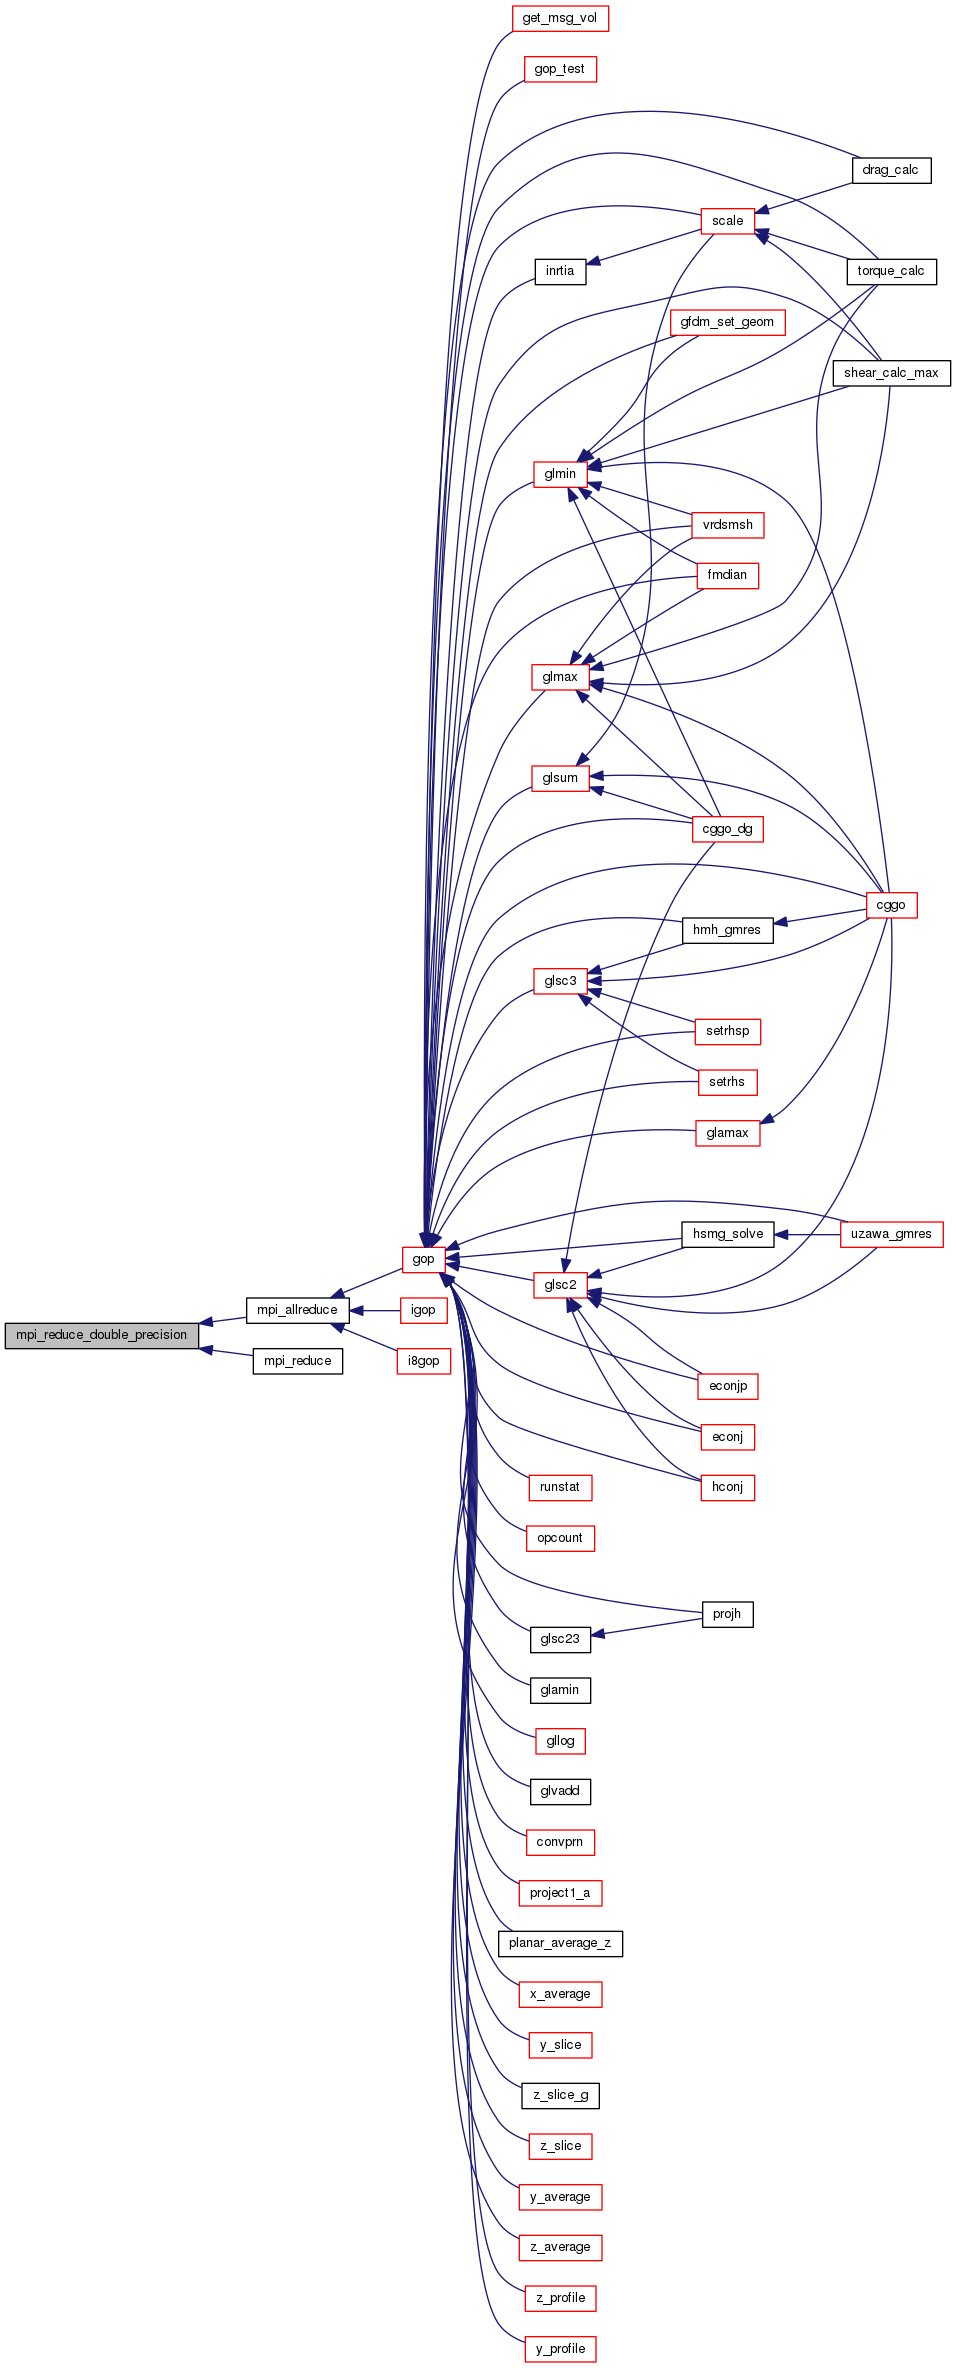 get_msg_vol
gop_test
drag_calc
scale
inrtia
torque_calc
gfdm_set_geom
shear_calc_max
glmin
vrdsmsh
fmdian
glmax
glsum
cggo_dg
cggo
hmh_gmres
glsc3
setrhsp
setrhs
glamax
hsmg_solve
uzawa_gmres
gop
glsc2
mpi_allreduce
igop
mpi_reduce_double_precision
mpi_reduce
i8gop
econjp
econj
hconj
runstat
opcount
projh
glsc23
glamin
gllog
glvadd
convprn
project1_a
planar_average_z
x_average
y_slice
z_slice_g
z_slice
y_average
z_average
z_profile
y_profile